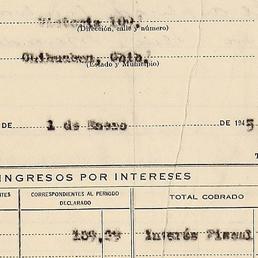 Victoria 100.
(Dirección, calle y número)
Chihuahua, Chih.
(Estado y Municipio)
DE 1 de Enero DE 1945
INGRESOS POR INTERESES
CORRESPONDIENTES AL PERIODO DECLARADO
TOTAL COBRADO
Interés Fiscal